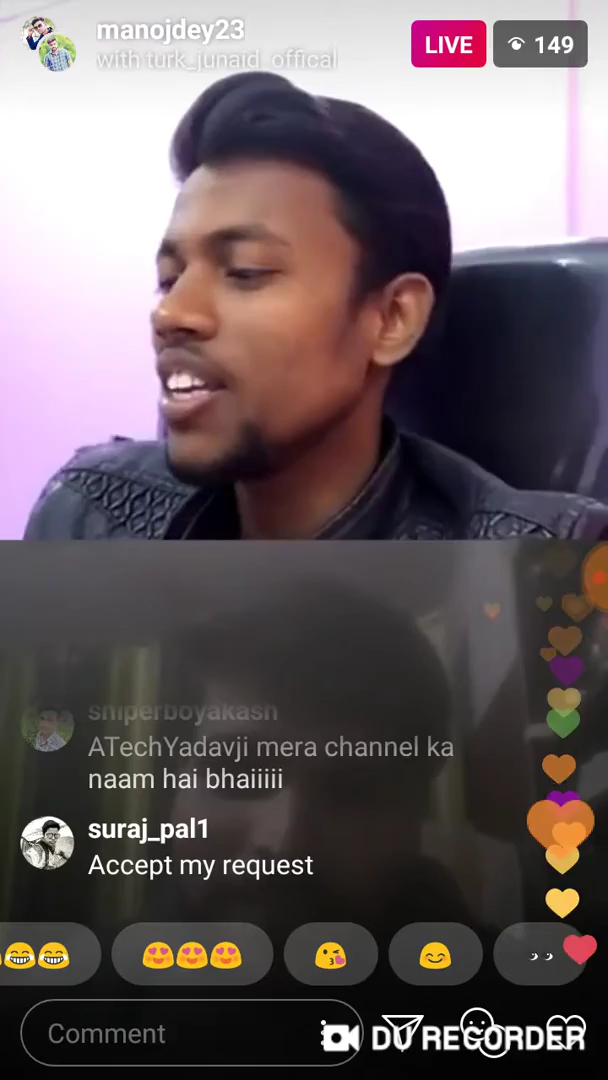 manojdey23
with turk_junaid_offical
LIVE
149
sniperboyakash
ATechYadavji mera channel ka
naam hai bhaiiiii
suraj_pal1
Accept my request
Comment
DU RECORDER